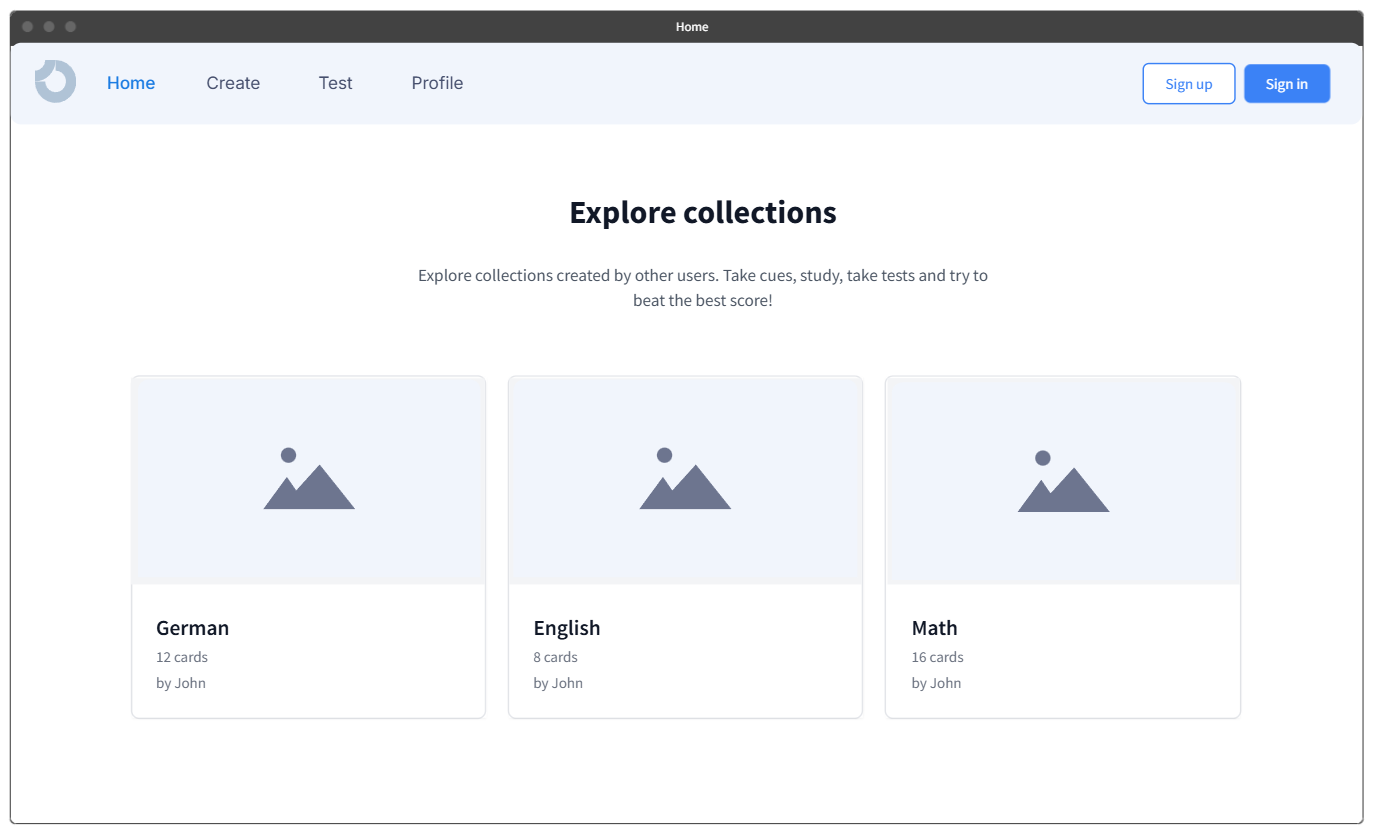 Home
Home Create Test Profile Sign up Sign in
Explore collections
Explore collections created by other users. Take cues, study, take tests and try to
beat the best score!
German
12 cards
by John
English
8 cards
by John
Math
16 cards
by John